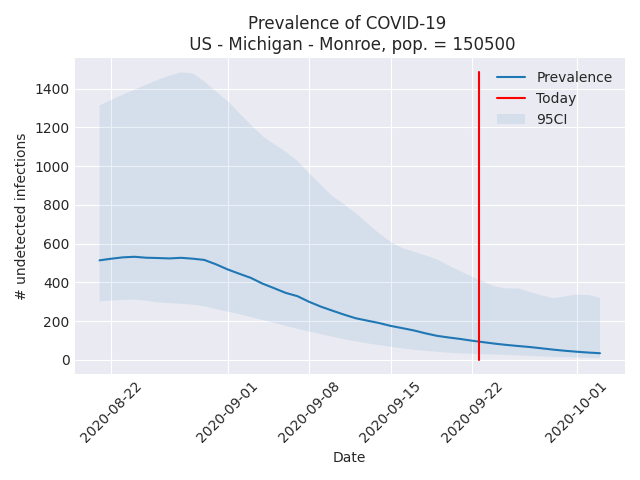 Prevalence of COVID-19
US - Michigan - Monroe, pop. = 150500
Prevalence
Today
95CI
# undetected infections
1400
1200
1000
800
600
400
200
0
2020-08-22
2020-09-01
2020-09-08
2020-09-15
2020-09-22
2020-10-01
Date